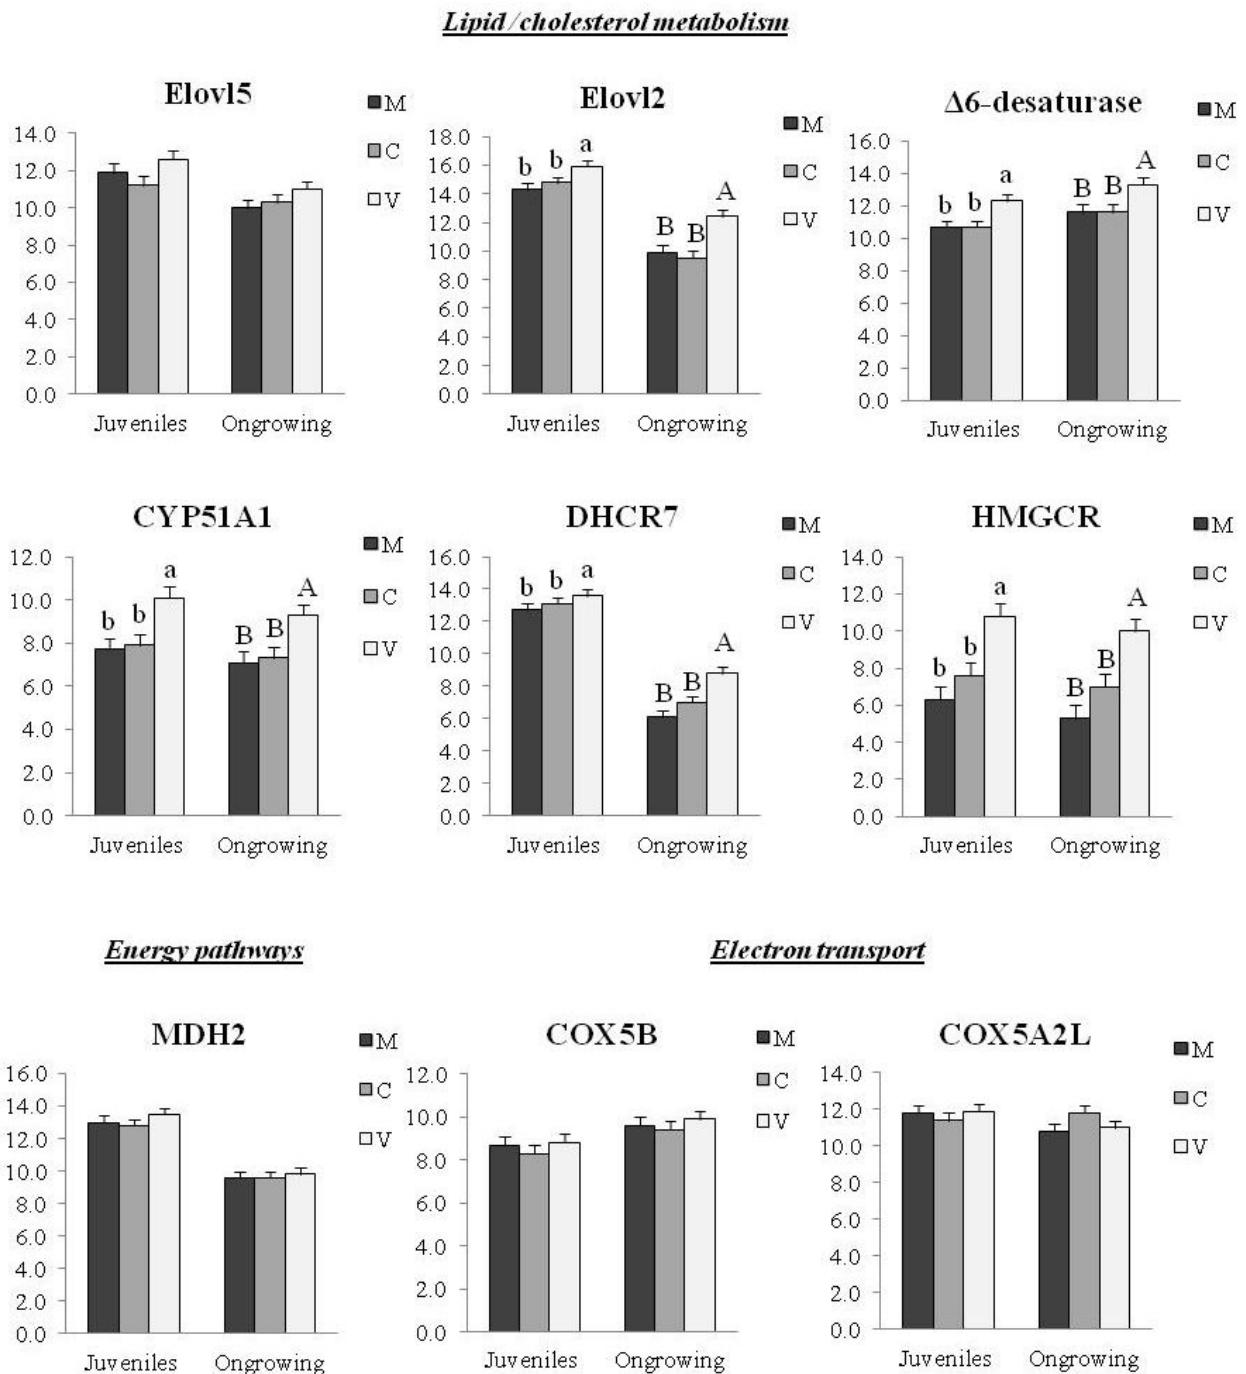 Lipid/cholesterol metabolism
Elovl5
M
C
V
14.0
12.0
10.0
8.0
6.0
4.0
2.0
0.0
Juveniles Ongrowing
Elovl2
M
C
V
18.0
16.0
14.0
12.0
10.0
8.0
6.0
4.0
2.0
0.0
b b a
B B A
Juveniles Ongrowing
Δ6-desaturase
M
C
V
16.0
14.0
12.0
10.0
8.0
6.0
4.0
2.0
0.0
b b a
B B A
Juveniles Ongrowing
CYP51A1
M
C
V
12.0
10.0
8.0
6.0
4.0
2.0
0.0
b b a
B B A
Juveniles Ongrowing
DHCR7
M
C
V
16.0
14.0
12.0
10.0
8.0
6.0
4.0
2.0
0.0
b b a
B B A
Juveniles Ongrowing
HMGCR
M
C
V
14.0
12.0
10.0
8.0
6.0
4.0
2.0
0.0
b b a
B B A
Juveniles Ongrowing
Energy pathways
Electron transport
MDH2
M
C
V
16.0
14.0
12.0
10.0
8.0
6.0
4.0
2.0
0.0
Juveniles Ongrowing
COX5B
M
C
V
12.0
10.0
8.0
6.0
4.0
2.0
0.0
Juveniles Ongrowing
COX5A2L
M
C
V
14.0
12.0
10.0
8.0
6.0
4.0
2.0
0.0
Juveniles Ongrowing